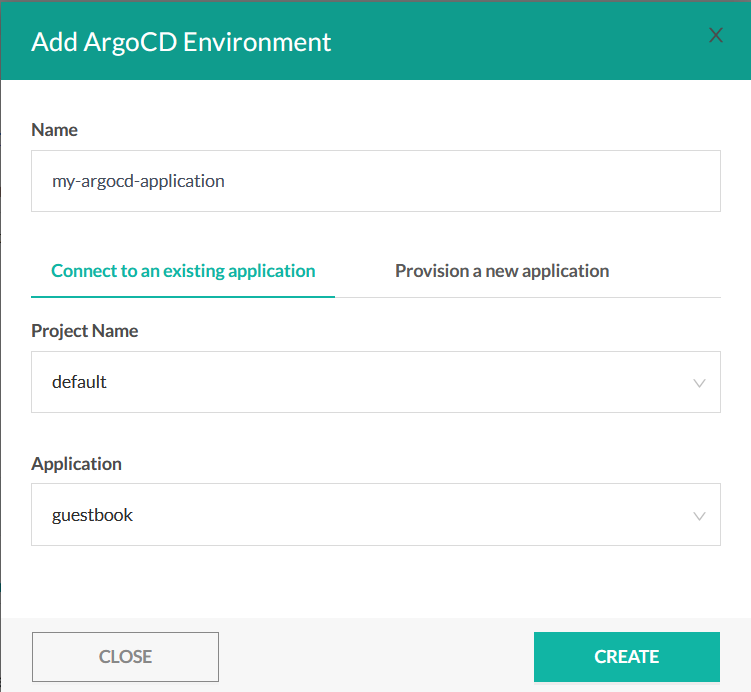 Add ArgoCD Environment
Name
my-argocd-application
Connect to an existing application Provision a new application
Project Name
default
Application
guestbook
CLOSE CREATE